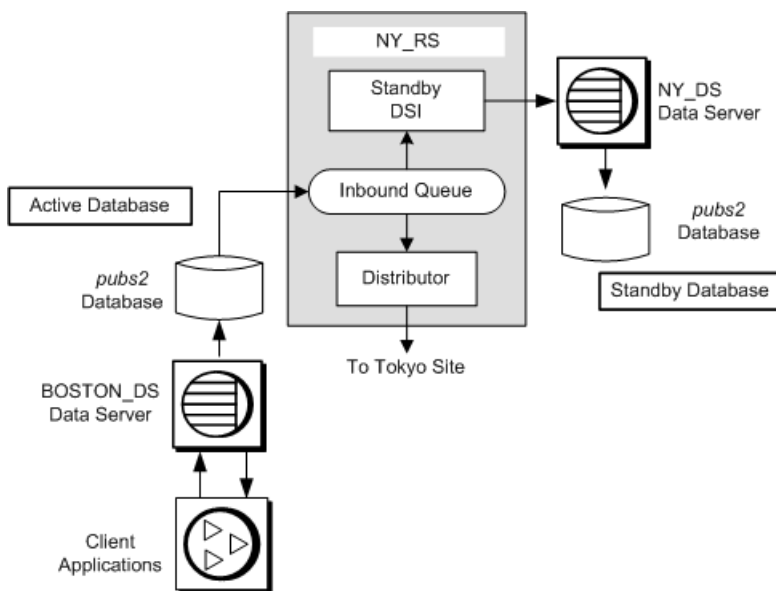 NY_RS
Standby
DSI
NY_DS
Data Server
Inbound Queue
Active Database
pubs2
Database
pubs2
Database
Distributor
Standby Database
To Tokyo Site
BOSTON_DS
Data Server
Client
Applications